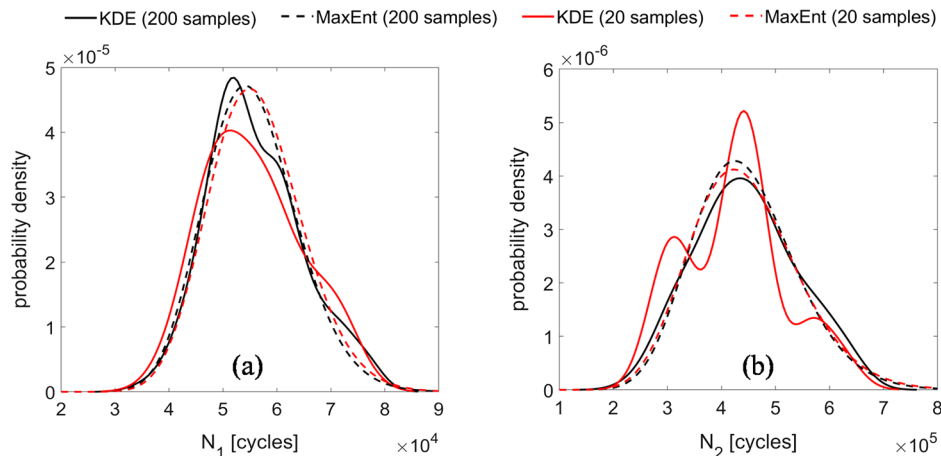 KDE (200 samples) MaxEnt (200 samples) KDE (20 samples) MaxEnt (20 samples)
×10⁻⁵
5
4
3
2
1
0
probability density
2 3 4 5 6 7 8 9
N₁ [cycles]
×10⁴
(a)
×10⁻⁶
6
5
4
3
2
1
0
probability density
1 2 3 4 5 6 7 8
N₂ [cycles]
×10⁵
(b)